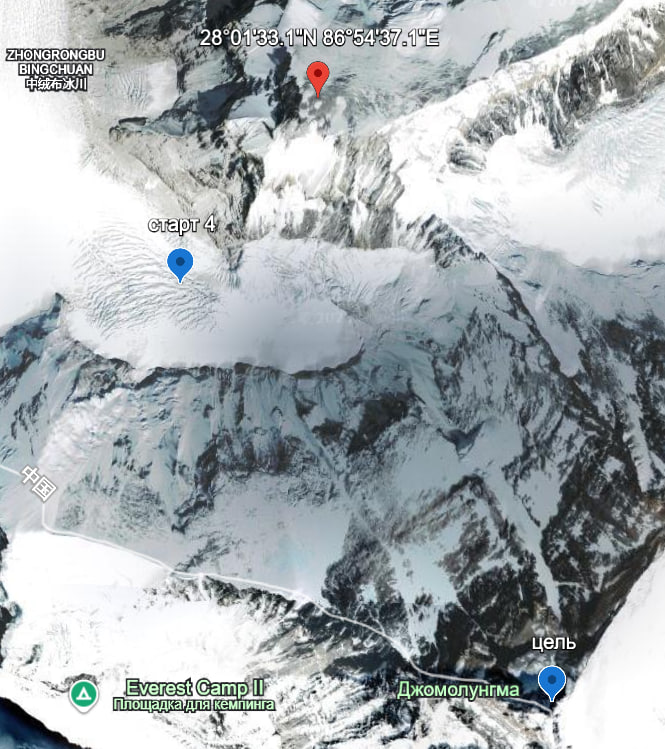 28°01'33.1"N 86°54'37.1"E
ZHONGRONGBU
BINGCHUAN
中绒布冰川
старт 4
中国
цель
Everest Camp II
Площадка для кемпинга
Джомолунгма